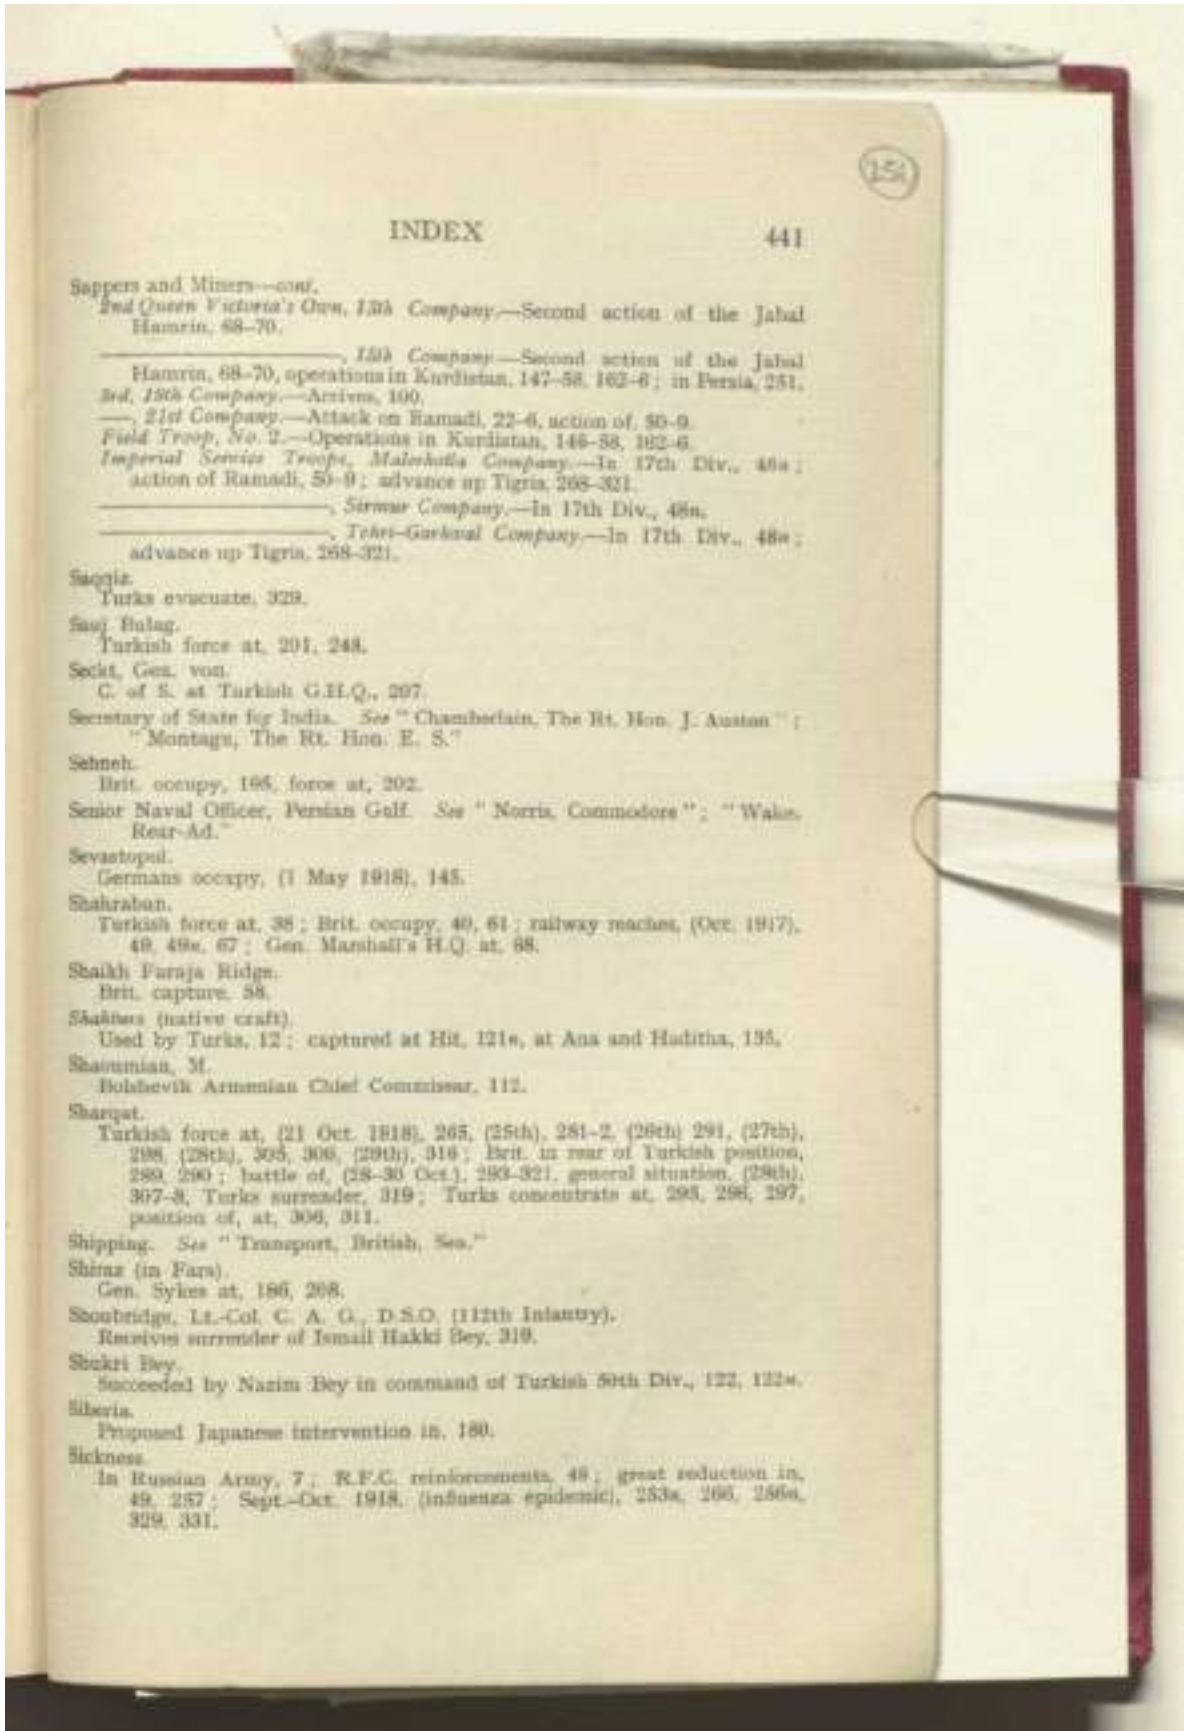 INDEX 441
Sappers and Miners—cont.
2nd Queen Victoria's Own, 13th Company.—Second action of the Jabal
Hamrin, 68–70.
, 15th Company—Second action of the Jabal
Hamrin, 68–70, operations in Kurdistan, 147–58, 162–6; in Persia, 251.
3rd, 18th Company.—Arrives, 100.
——, 21st Company.—Attack on Ramadi, 22–6, action of, 50–9.
Field Troop, No. 2.—Operations in Kurdistan, 146–58, 162–6.
Imperial Service Troops, Malerkotla Company.—In 17th Div., 48n;
action of Ramadi, 50–9; advance up Tigris, 268–321.
, Sirmur Company.—In 17th Div., 48n.
, Tehri-Garhwal Company.—In 17th Div., 48n;
advance up Tigris, 268–321.
Saqqiz.
Turks evacuate, 329.
Sauj Bulag.
Turkish force at, 201, 248.
Seckt, Gen. von.
C. of S. at Turkish G.H.Q., 207.
Secretary of State for India. See "Chamberlain, The Rt. Hon. J. Austen";
"Montagu, The Rt. Hon. E. S."
Sehneh.
Brit. occupy, 195, force at, 202.
Senior Naval Officer, Persian Gulf. See "Norris, Commodore"; "Wake,
Rear-Ad."
Sevastopol.
Germans occupy, (1 May 1918), 145.
Shahraban.
Turkish force at, 38; Brit. occupy, 40, 61; railway reaches, (Oct. 1917),
49, 49n, 67; Gen. Marshall's H.Q. at, 68.
Shaikh Faraja Ridge.
Brit. capture, 58.
Shakhturs (native craft).
Used by Turks, 12; captured at Hit, 121n, at Ana and Haditha, 135.
Shaoumian, M.
Bolshevik Armenian Chief Commissar, 112.
Sharqat.
Turkish force at, (21 Oct. 1918), 265, (25th), 281–2, (26th) 291, (27th),
298, (28th), 305, 306, (29th), 316; Brit. in rear of Turkish position,
289, 290; battle of, (28–30 Oct.), 293–321, general situation, (28th),
307–8, Turks surrender, 319; Turks concentrate at, 295, 296, 297,
position of, at, 306, 311.
Shipping. See "Transport, British, Sea."
Shiraz (in Fars).
Gen. Sykes at, 186, 208.
Shoubridge, Lt.-Col. C. A. G., D.S.O. (112th Infantry).
Receives surrender of Ismail Hakki Bey, 319.
Shukri Bey.
Succeeded by Nazim Bey in command of Turkish 50th Div., 122, 122n.
Siberia.
Proposed Japanese intervention in, 180.
Sickness.
In Russian Army, 7; R.F.C. reinforcements, 48; great reduction in,
49, 257; Sept.–Oct. 1918, (influenza epidemic), 253n, 266, 286n,
329, 331.